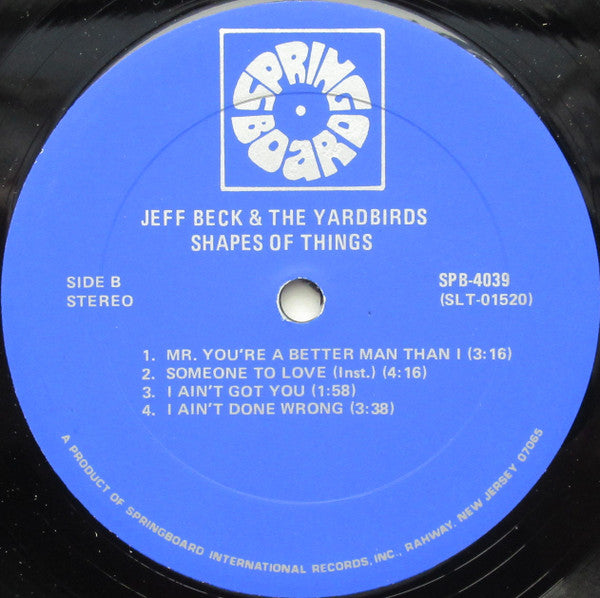 SPRING
BOARD
JEFF BECK & THE YARDBIRDS
SHAPES OF THINGS
SIDE B
STEREO
SPB-4039
(SLT-01520)
1. MR. YOU'RE A BETTER MAN THAN I (3:16)
2. SOMEONE TO LOVE (Inst.) (4:16)
3. I AIN'T GOT YOU (1:58)
4. I AIN'T DONE WRONG (3:38)
A PRODUCT OF SPRINGBOARD INTERNATIONAL RECORDS, INC., RAHWAY, NEW JERSEY 07065